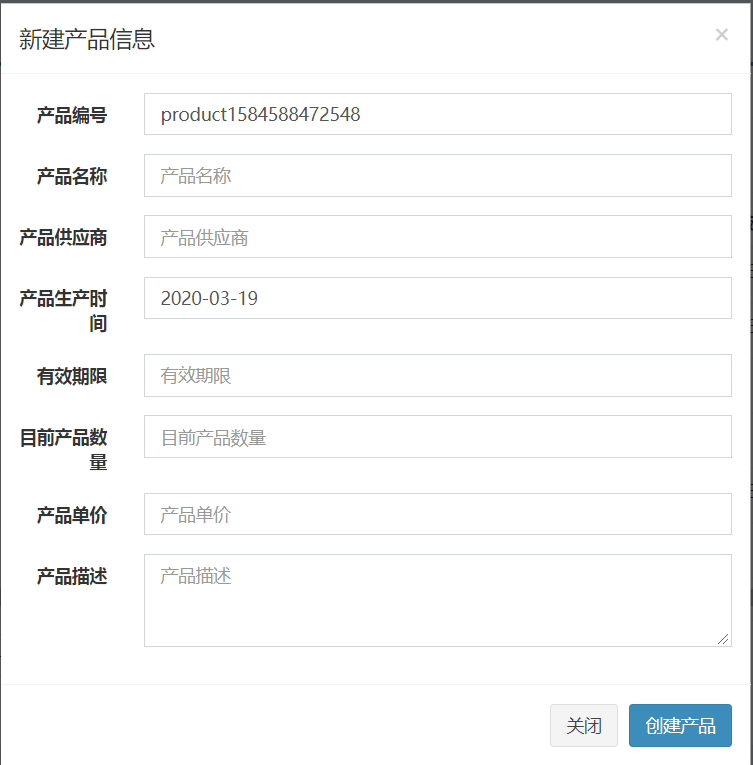 新建产品信息 ×
产品编号 product1584588472548
产品名称 产品名称
产品供应商 产品供应商
产品生产时 2020-03-19
间
有效期限 有效期限
目前产品数 目前产品数量
量
产品单价 产品单价
产品描述 产品描述
关闭 创建产品